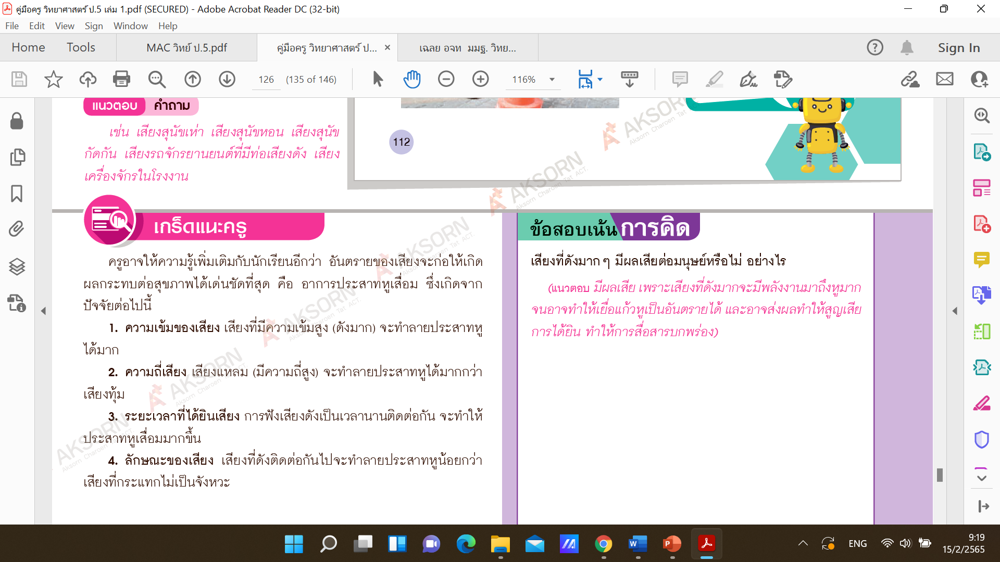 คู่มือครู วิทยาศาสตร์ ป.5 เล่ม 1.pdf (SECURED) - Adobe Acrobat Reader DC (32-bit)
File Edit View Sign Window Help
Home Tools MAC วิทย์ ป.5.pdf คู่มือครู วิทยาศาสตร์ ป... เฉลย อจท มมฐ. วิทย... Sign In
126 (135 of 146) 116%
แนวตอบ คำถาม
เช่น เสียงสุนัขเห่า เสียงสุนัขหอน เสียงสุนัข
กัดกัน เสียงรถจักรยานยนต์ที่มีท่อเสียงดัง เสียง
เครื่องจักรในโรงงาน
112
เกร็ดแนะครู
ครูอาจให้ความรู้เพิ่มเติมกับนักเรียนอีกว่า อันตรายของเสียงจะก่อให้เกิด
ผลกระทบต่อสุขภาพได้เด่นชัดที่สุด คือ อาการประสาทหูเสื่อม ซึ่งเกิดจาก
ปัจจัยต่อไปนี้
1. ความเข้มของเสียง เสียงที่มีความเข้มสูง (ดังมาก) จะทำลายประสาทหู
ได้มาก
2. ความถี่เสียง เสียงแหลม (มีความถี่สูง) จะทำลายประสาทหูได้มากกว่า
เสียงทุ้ม
3. ระยะเวลาที่ได้ยินเสียง การฟังเสียงดังเป็นเวลานานติดต่อกัน จะทำให้
ประสาทหูเสื่อมมากขึ้น
4. ลักษณะของเสียง เสียงที่ดังติดต่อกันไปจะทำลายประสาทหูน้อยกว่า
เสียงที่กระแทกไม่เป็นจังหวะ
ข้อสอบเน้น การคิด
เสียงที่ดังมาก ๆ มีผลเสียต่อมนุษย์หรือไม่ อย่างไร
(แนวตอบ มีผลเสีย เพราะเสียงที่ดังมากจะมีพลังงานมาถึงหูมาก
จนอาจทำให้เยื่อแก้วหูเป็นอันตรายได้ และอาจส่งผลทำให้สูญเสีย
การได้ยิน ทำให้การสื่อสารบกพร่อง)
AKSORN
Aksorn Charoen Tat ACT.
AKSORN
Aksorn Charoen Tat ACT.
AKSORN
Aksorn Charoen Tat ACT.
AKSORN
Aksorn Charoen Tat ACT.
AKSORN
Aksorn Charoen Tat ACT.
AKSORN
Aksorn Charoen Tat ACT.
ENG
9:19
15/2/2565